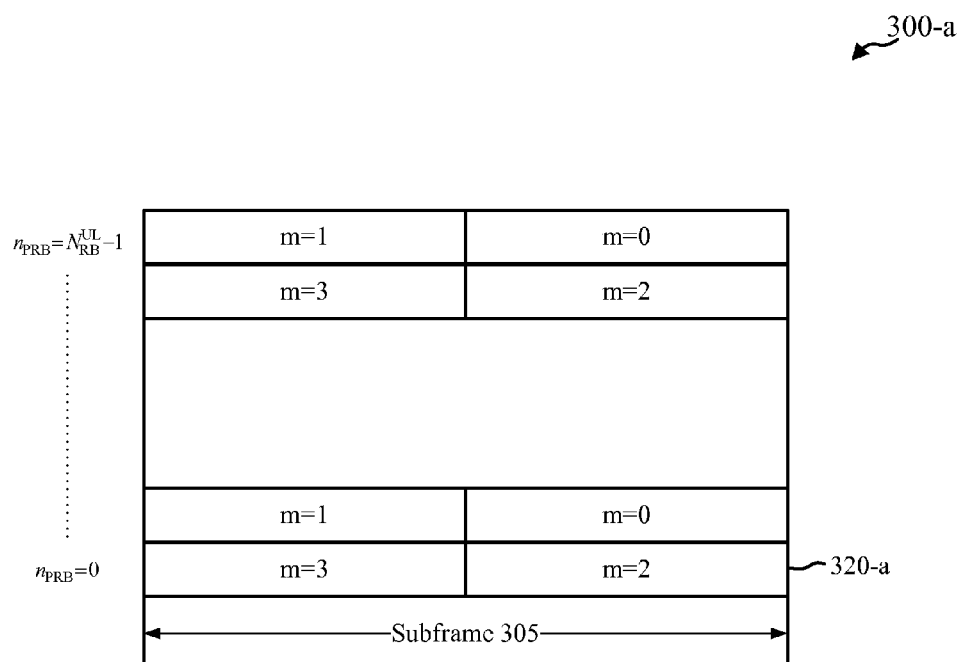 300-a
n_PRB=N_RB^UL−1
m=1 m=0
m=3 m=2
m=1 m=0
n_PRB=0
m=3 m=2
320-a
Subframe 305